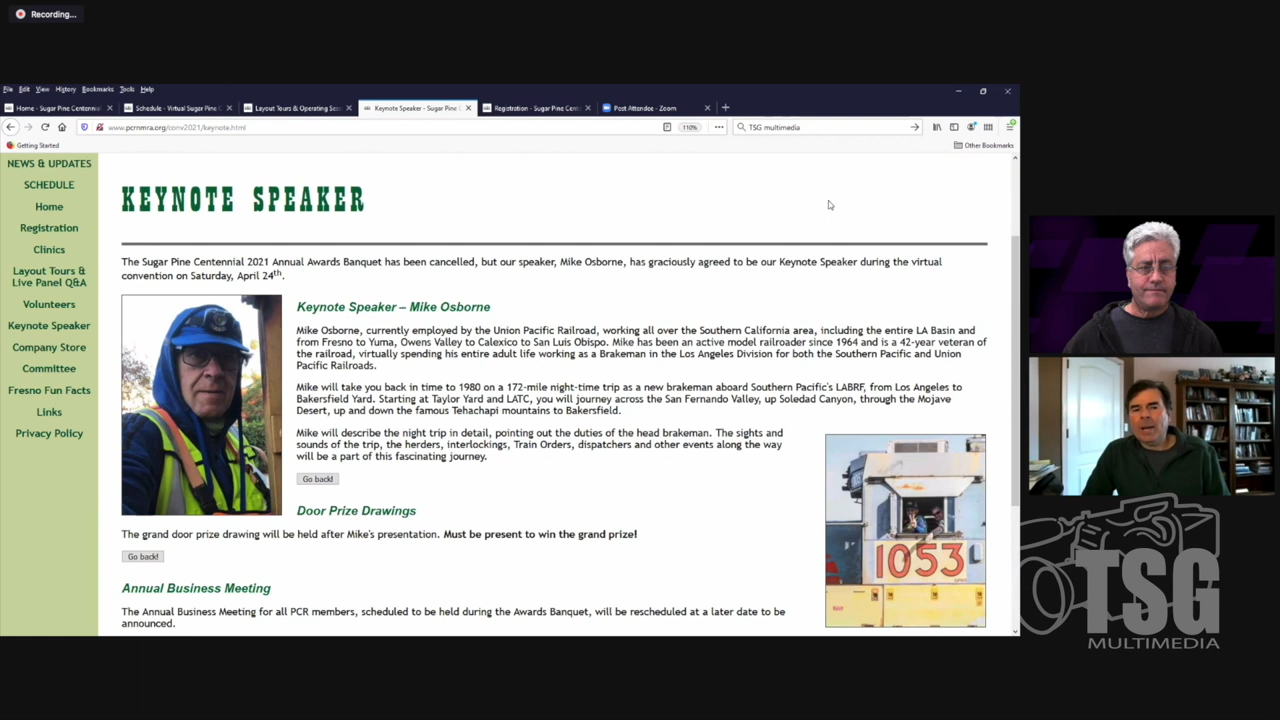 Recording...
File Edit View History Bookmarks Tools Help
Home - Sugar Pine Centennial
Schedule - Virtual Sugar Pine C
Layout Tours & Operating Sess
Keynote Speaker - Sugar Pine C
Registration - Sugar Pine Cent
Post Attendee - Zoom
www.pcrnmra.org/conv2021/keynote.html
110%
TSG multimedia
Getting Started
Other Bookmarks
NEWS & UPDATES
SCHEDULE
Home
Registration
Clinics
Layout Tours &
Live Panel Q&A
Volunteers
Keynote Speaker
Company Store
Committee
Fresno Fun Facts
Links
Privacy Policy
KEYNOTE SPEAKER
The Sugar Pine Centennial 2021 Annual Awards Banquet has been cancelled, but our speaker, Mike Osborne, has graciously agreed to be our Keynote Speaker during the virtual
convention on Saturday, April 24th.
Keynote Speaker – Mike Osborne
Mike Osborne, currently employed by the Union Pacific Railroad, working all over the Southern California area, including the entire LA Basin and
from Fresno to Yuma, Owens Valley to Calexico to San Luis Obispo. Mike has been an active model railroader since 1964 and is a 42-year veteran of
the railroad, virtually spending his entire adult life working as a Brakeman in the Los Angeles Division for both the Southern Pacific and Union
Pacific Railroads.
Mike will take you back in time to 1980 on a 172-mile night-time trip as a new brakeman aboard Southern Pacific's LABRF, from Los Angeles to
Bakersfield Yard. Starting at Taylor Yard and LATC, you will journey across the San Fernando Valley, up Soledad Canyon, through the Mojave
Desert, up and down the famous Tehachapi mountains to Bakersfield.
Mike will describe the night trip in detail, pointing out the duties of the head brakeman. The sights and
sounds of the trip, the herders, interlockings, Train Orders, dispatchers and other events along the way
will be a part of this fascinating journey.
Go back!
Door Prize Drawings
The grand door prize drawing will be held after Mike's presentation. Must be present to win the grand prize!
Go back!
Annual Business Meeting
The Annual Business Meeting for all PCR members, scheduled to be held during the Awards Banquet, will be rescheduled at a later date to be
announced.
1053
TSG
MULTIMEDIA